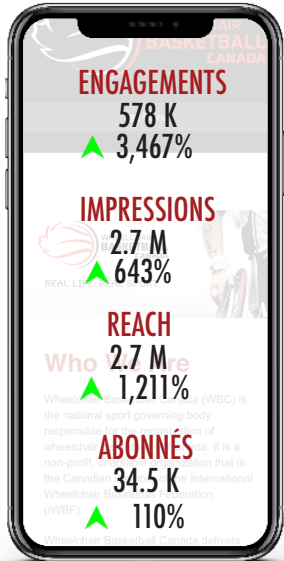 BASKETBALL
CANADA
ENGAGEMENTS
578 K
3,467%
IMPRESSIONS
2.7 M
643%
REAL LIFE. REAL SPORT.
REACH
2.7 M
Who We Are
1,211%
Wheelchair Basketball Canada (WBC) is
the national sport governing body
responsible for the organization of
wheelchair basketball in Canada. It is a
ABONNÉS
non-profit, charitable organization that is
34.5 K
the Canadian member of the International
Wheelchair Basketball Federation
(IWBF).
110%
Wheelchair Basketball Canada delivers